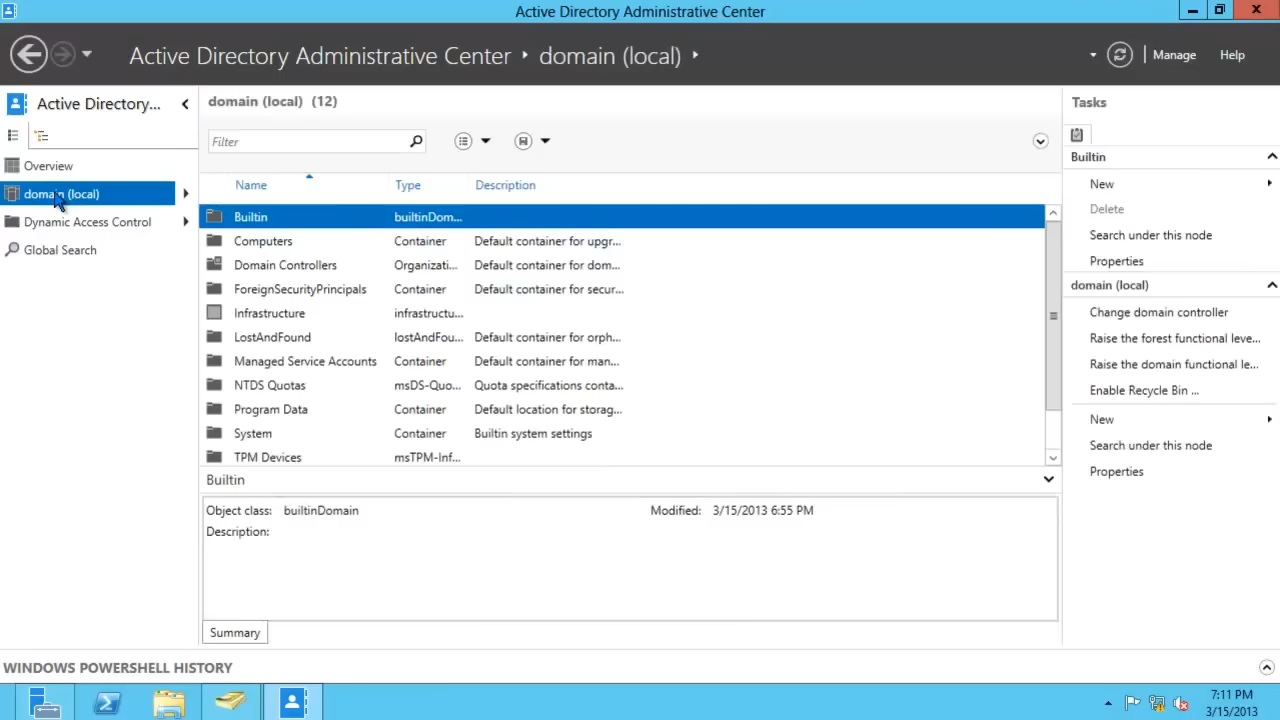 Active Directory Administrative Center
Active Directory Administrative Center • domain (local) •
Manage
Help
Active Directory...
Overview
domain (local)
Dynamic Access Control
Global Search
domain (local) (12)
Filter
Name Type Description
Builtin builtinDom...
Computers Container Default container for upgr...
Domain Controllers Organizati... Default container for dom...
ForeignSecurityPrincipals Container Default container for secur...
Infrastructure infrastructu...
LostAndFound lostAndFou... Default container for orph...
Managed Service Accounts Container Default container for man...
NTDS Quotas msDS-Quo... Quota specifications conta...
Program Data Container Default location for storag...
System Container Builtin system settings
TPM Devices msTPM-Inf...
Builtin
Object class: builtinDomain Modified: 3/15/2013 6:55 PM
Description:
Summary
Tasks
Builtin
New
Delete
Search under this node
Properties
domain (local)
Change domain controller
Raise the forest functional leve...
Raise the domain functional le...
Enable Recycle Bin ...
New
Search under this node
Properties
WINDOWS POWERSHELL HISTORY
7:11 PM
3/15/2013